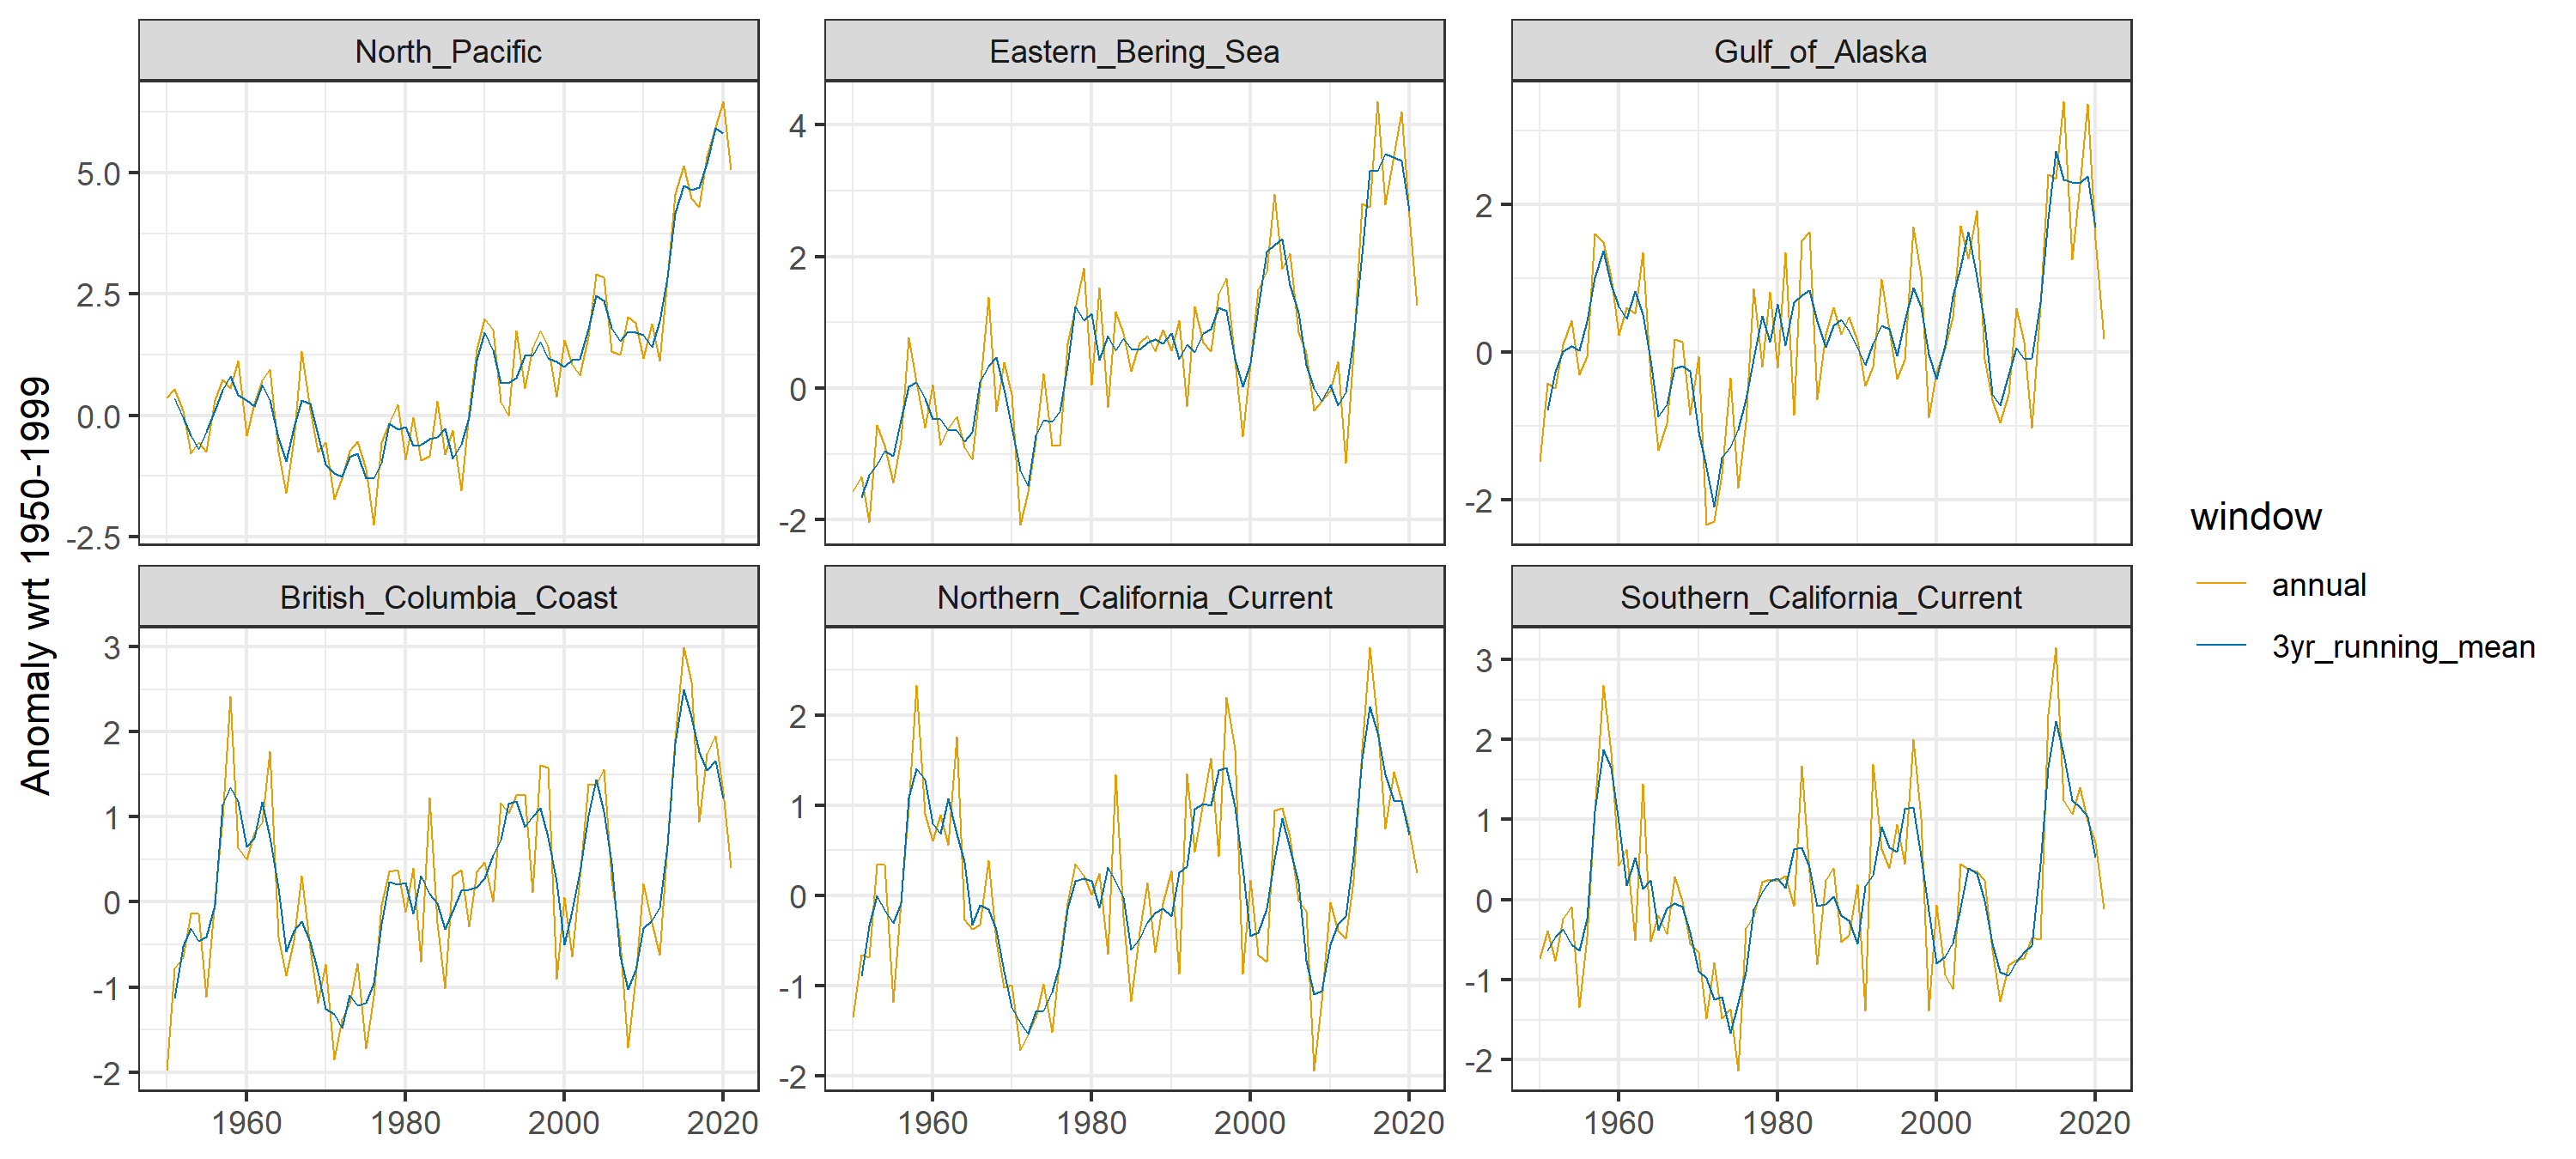 North_Pacific
Eastern_Bering_Sea
Gulf_of_Alaska
5.0
2.5
0.0
-2.5
4
2
0
-2
2
0
-2
British_Columbia_Coast
Northern_California_Current
Southern_California_Current
3
2
1
0
-1
-2
2
1
0
-1
-2
3
2
1
0
-1
-2
1960 1980 2000 2020
1960 1980 2000 2020
1960 1980 2000 2020
Anomaly wrt 1950-1999
window
annual
3yr_running_mean